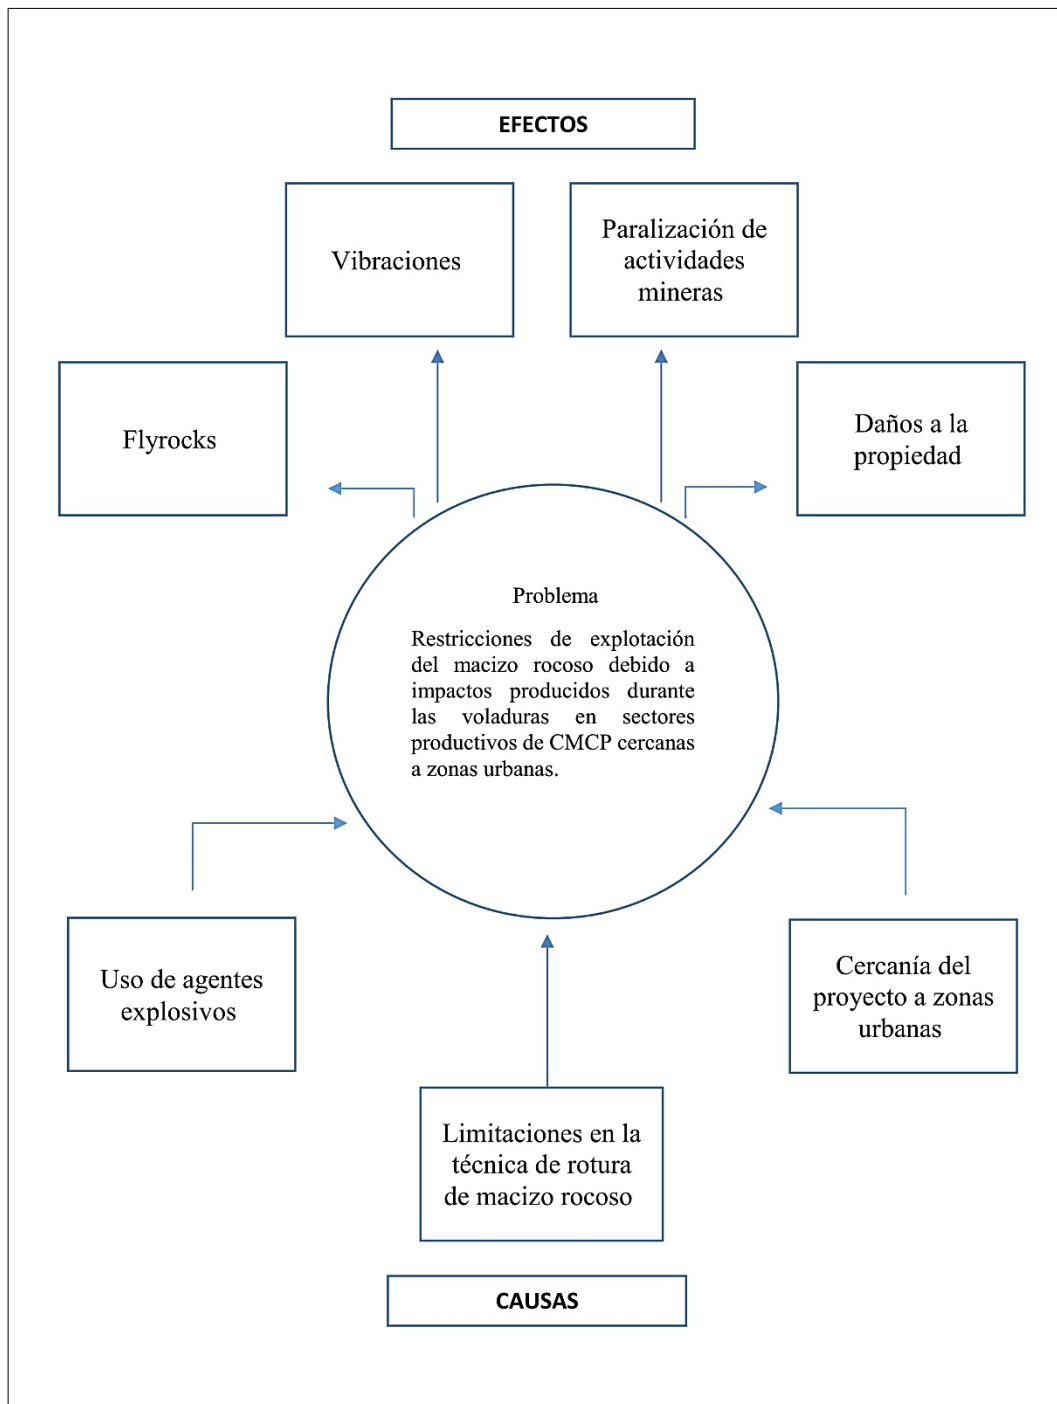 EFECTOS
Vibraciones
Paralización de
actividades
mineras
Flyrocks
Daños a la
propiedad
Problema
Restricciones de explotación
del macizo rocoso debido a
impactos producidos durante
las voladuras en sectores
productivos de CMCP cercanas
a zonas urbanas.
Uso de agentes
explosivos
Cercanía del
proyecto a zonas
urbanas
Limitaciones en la
técnica de rotura
de macizo rocoso
CAUSAS